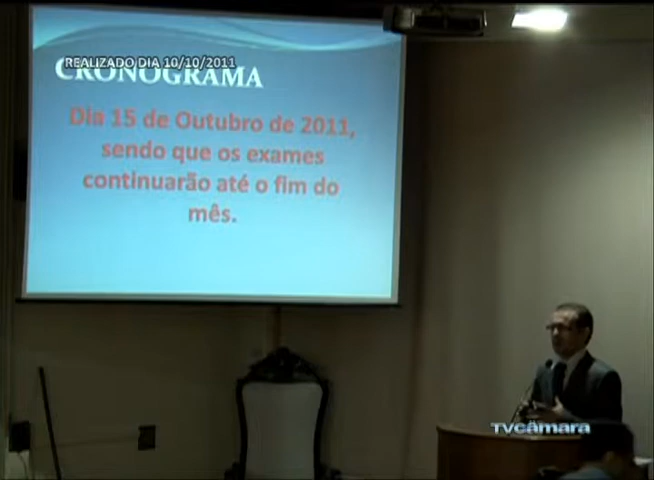 REALIZADO DIA 10/10/2011
CRONOGRAMA
Dia 15 de Outubro de 2011,
sendo que os exames
continuarão até o fim do
mês.
TVcâmara